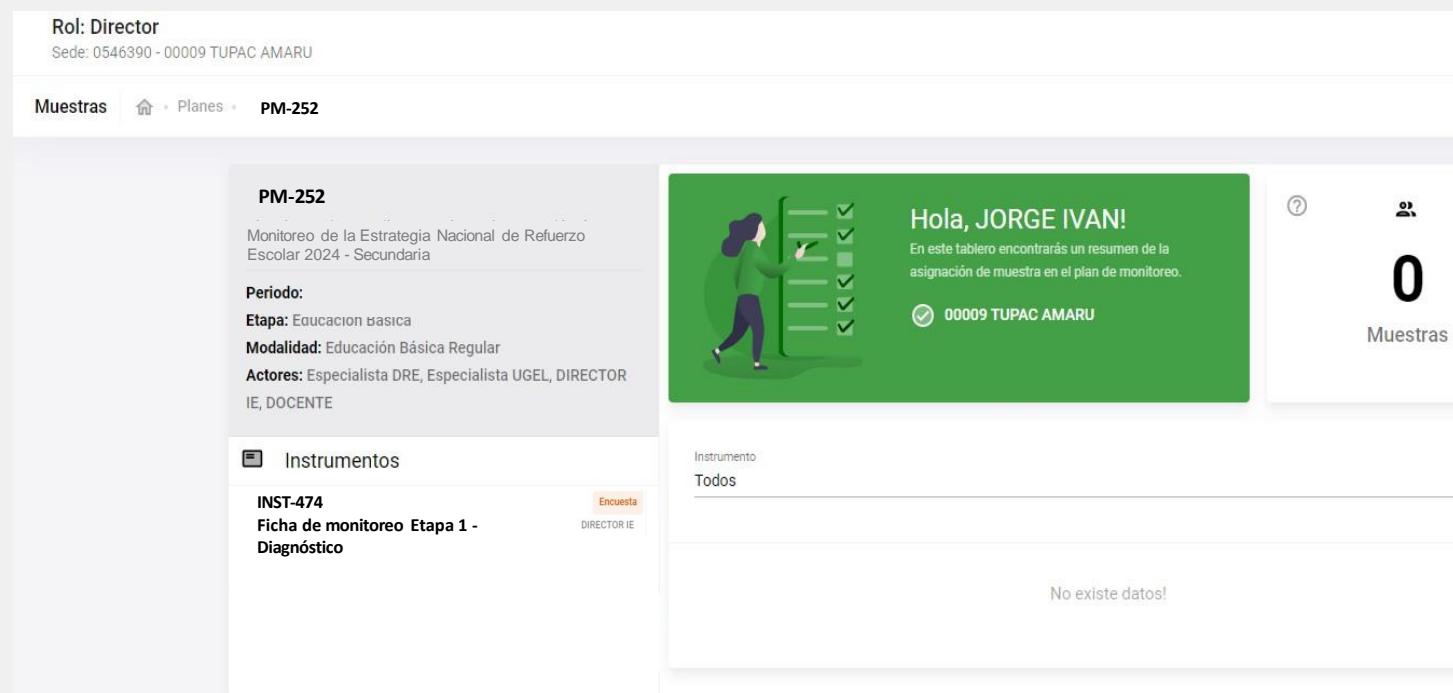 Rol: Director
Sede: 0546390 - 00009 TUPAC AMARU
Muestras
Planes
PM-252
PM-252
Monitoreo de la Estrategia Nacional de Refuerzo
Escolar 2024 - Secundaria
Periodo:
Etapa: Educación Básica
Modalidad: Educación Básica Regular
Actores: Especialista DRE, Especialista UGEL, DIRECTOR
IE, DOCENTE
Instrumentos
INST-474
Ficha de monitoreo Etapa 1 -
Diagnóstico
Encuesta
DIRECTOR IE
Hola, JORGE IVAN!
En este tablero encontrarás un resumen de la
asignación de muestra en el plan de monitoreo.
00009 TUPAC AMARU
0
Muestras
Instrumento
Todos
No existe datos!